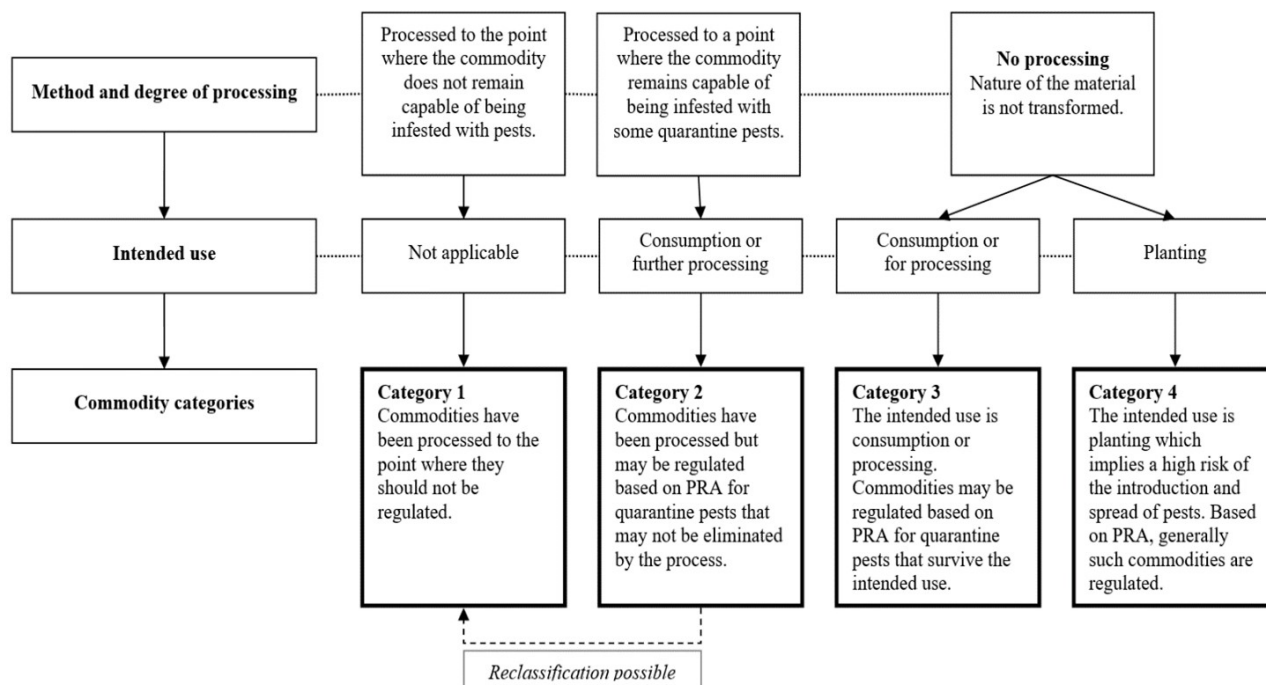 Method and degree of processing
Processed to the point
where the commodity
does not remain
capable of being
infested with pests.
Processed to a point
where the commodity
remains capable of
being infested with
some quarantine pests.
No processing
Nature of the material
is not transformed.
Intended use
Not applicable
Consumption or
further processing
Consumption or
for processing
Planting
Commodity categories
Category 1
Commodities have
been processed to the
point where they
should not be
regulated.
Category 2
Commodities have
been processed but
may be regulated
based on PRA for
quarantine pests that
may not be eliminated
by the process.
Category 3
The intended use is
consumption or
processing.
Commodities may be
regulated based on
PRA for quarantine
pests that survive the
intended use.
Category 4
The intended use is
planting which
implies a high risk of
the introduction and
spread of pests. Based
on PRA, generally
such commodities are
regulated.
Reclassification possible